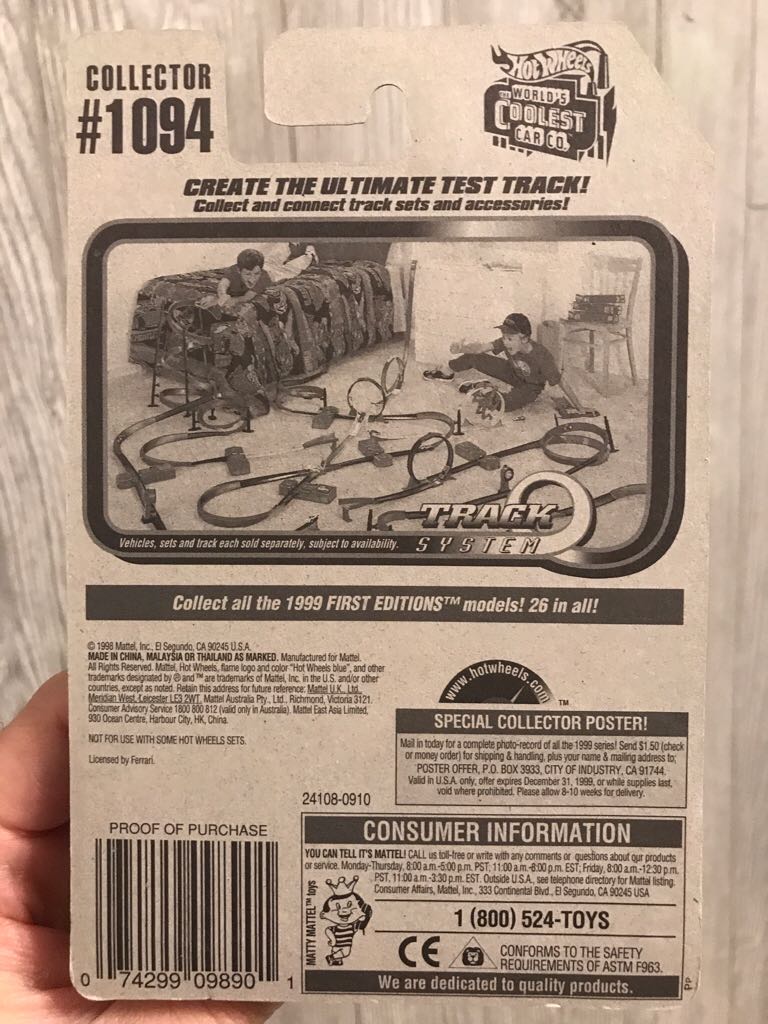 COLLECTOR
#1094
HOT WHEELS
THE WORLD'S
COOLEST
CAR CO.™
CREATE THE ULTIMATE TEST TRACK!
Collect and connect track sets and accessories!
TRACK
SYSTEM
Vehicles, sets and track each sold separately, subject to availability.
Collect all the 1999 FIRST EDITIONS™ models! 26 in all!
© 1998 Mattel, Inc., El Segundo, CA 90245 U.S.A.
MADE IN CHINA, MALAYSIA OR THAILAND AS MARKED. Manufactured for Mattel.
All Rights Reserved. Mattel, Hot Wheels, flame logo and color "Hot Wheels blue", and other
trademarks designated by ® and ™ are trademarks of Mattel, Inc. in the U.S. and/or other
countries, except as noted. Retain this address for future reference: Mattel U.K., Ltd.,
Meridian West, Leicester LE3 2WT. Mattel Australia Pty., Ltd., Richmond, Victoria 3121.
Consumer Advisory Service 1800 800 812 (valid only in Australia). Mattel East Asia Limited,
930 Ocean Centre, Harbour City, HK, China.
NOT FOR USE WITH SOME HOT WHEELS SETS.
Licensed by Ferrari.
www.hotwheels.com
TM
SPECIAL COLLECTOR POSTER!
Mail in today for a complete photo-record of all the 1999 series! Send $1.50 (check
or money order) for shipping & handling, plus your name & mailing address to:
POSTER OFFER, P.O. BOX 3933, CITY OF INDUSTRY, CA 91744.
Valid in U.S.A. only, offer expires December 31, 1999, or while supplies last,
void where prohibited. Please allow 8-10 weeks for delivery.
24108-0910
PROOF OF PURCHASE
0 74299 09890 1
CONSUMER INFORMATION
YOU CAN TELL IT'S MATTEL! CALL us toll-free or write with any comments or questions about our products
or service. Monday-Thursday, 8:00 a.m.-5:00 p.m. PST, 11:00 a.m.-8:00 p.m. EST; Friday, 8:00 a.m.-12:30 p.m.
PST, 11:00 a.m.-3:30 p.m. EST. Outside U.S.A., see telephone directory for Mattel listing.
Consumer Affairs, Mattel, Inc., 333 Continental Blvd., El Segundo, CA 90245 USA
MATTY MATTEL™ toys
1 (800) 524-TOYS
CE
CONFORMS TO THE SAFETY
REQUIREMENTS OF ASTM F963.
We are dedicated to quality products.
PP